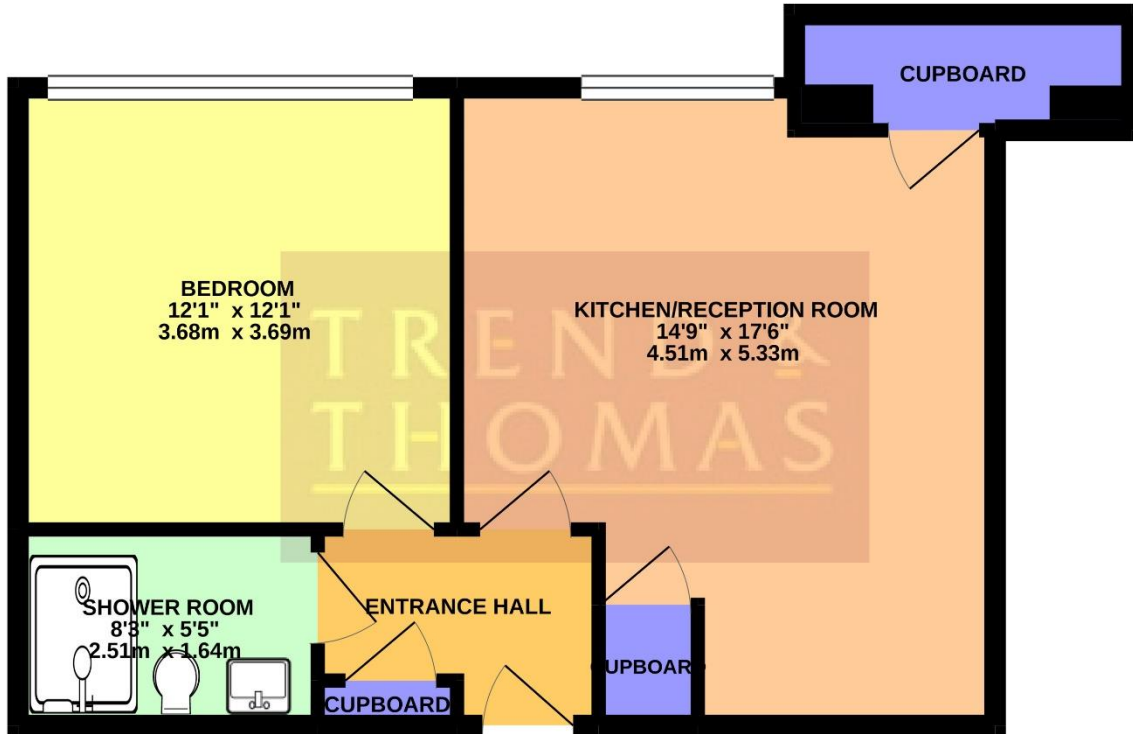 CUPBOARD
BEDROOM
12'1" x 12'1"
3.68m x 3.69m
KITCHEN/RECEPTION ROOM
14'9" x 17'6"
4.51m x 5.33m
TREND &
THOMAS
SHOWER ROOM
8'3" x 5'5"
2.51m x 1.64m
ENTRANCE HALL
CUPBOARD
CUPBOARD